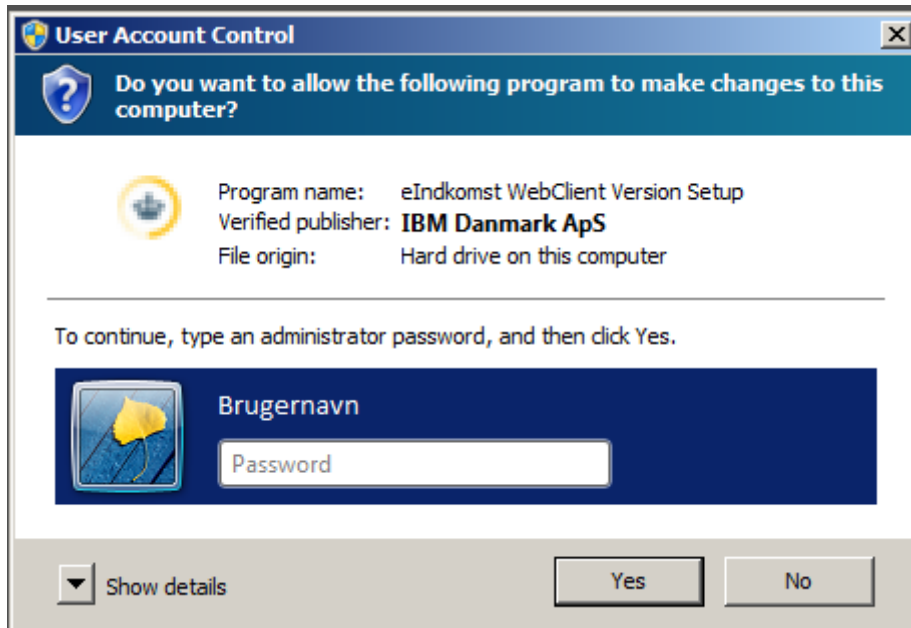 User Account Control
Do you want to allow the following program to make changes to this
computer?
Program name: eIndkomst WebClient Version Setup
Verified publisher: IBM Danmark ApS
File origin: Hard drive on this computer
To continue, type an administrator password, and then click Yes.
Brugernavn
Password
Show details
Yes
No